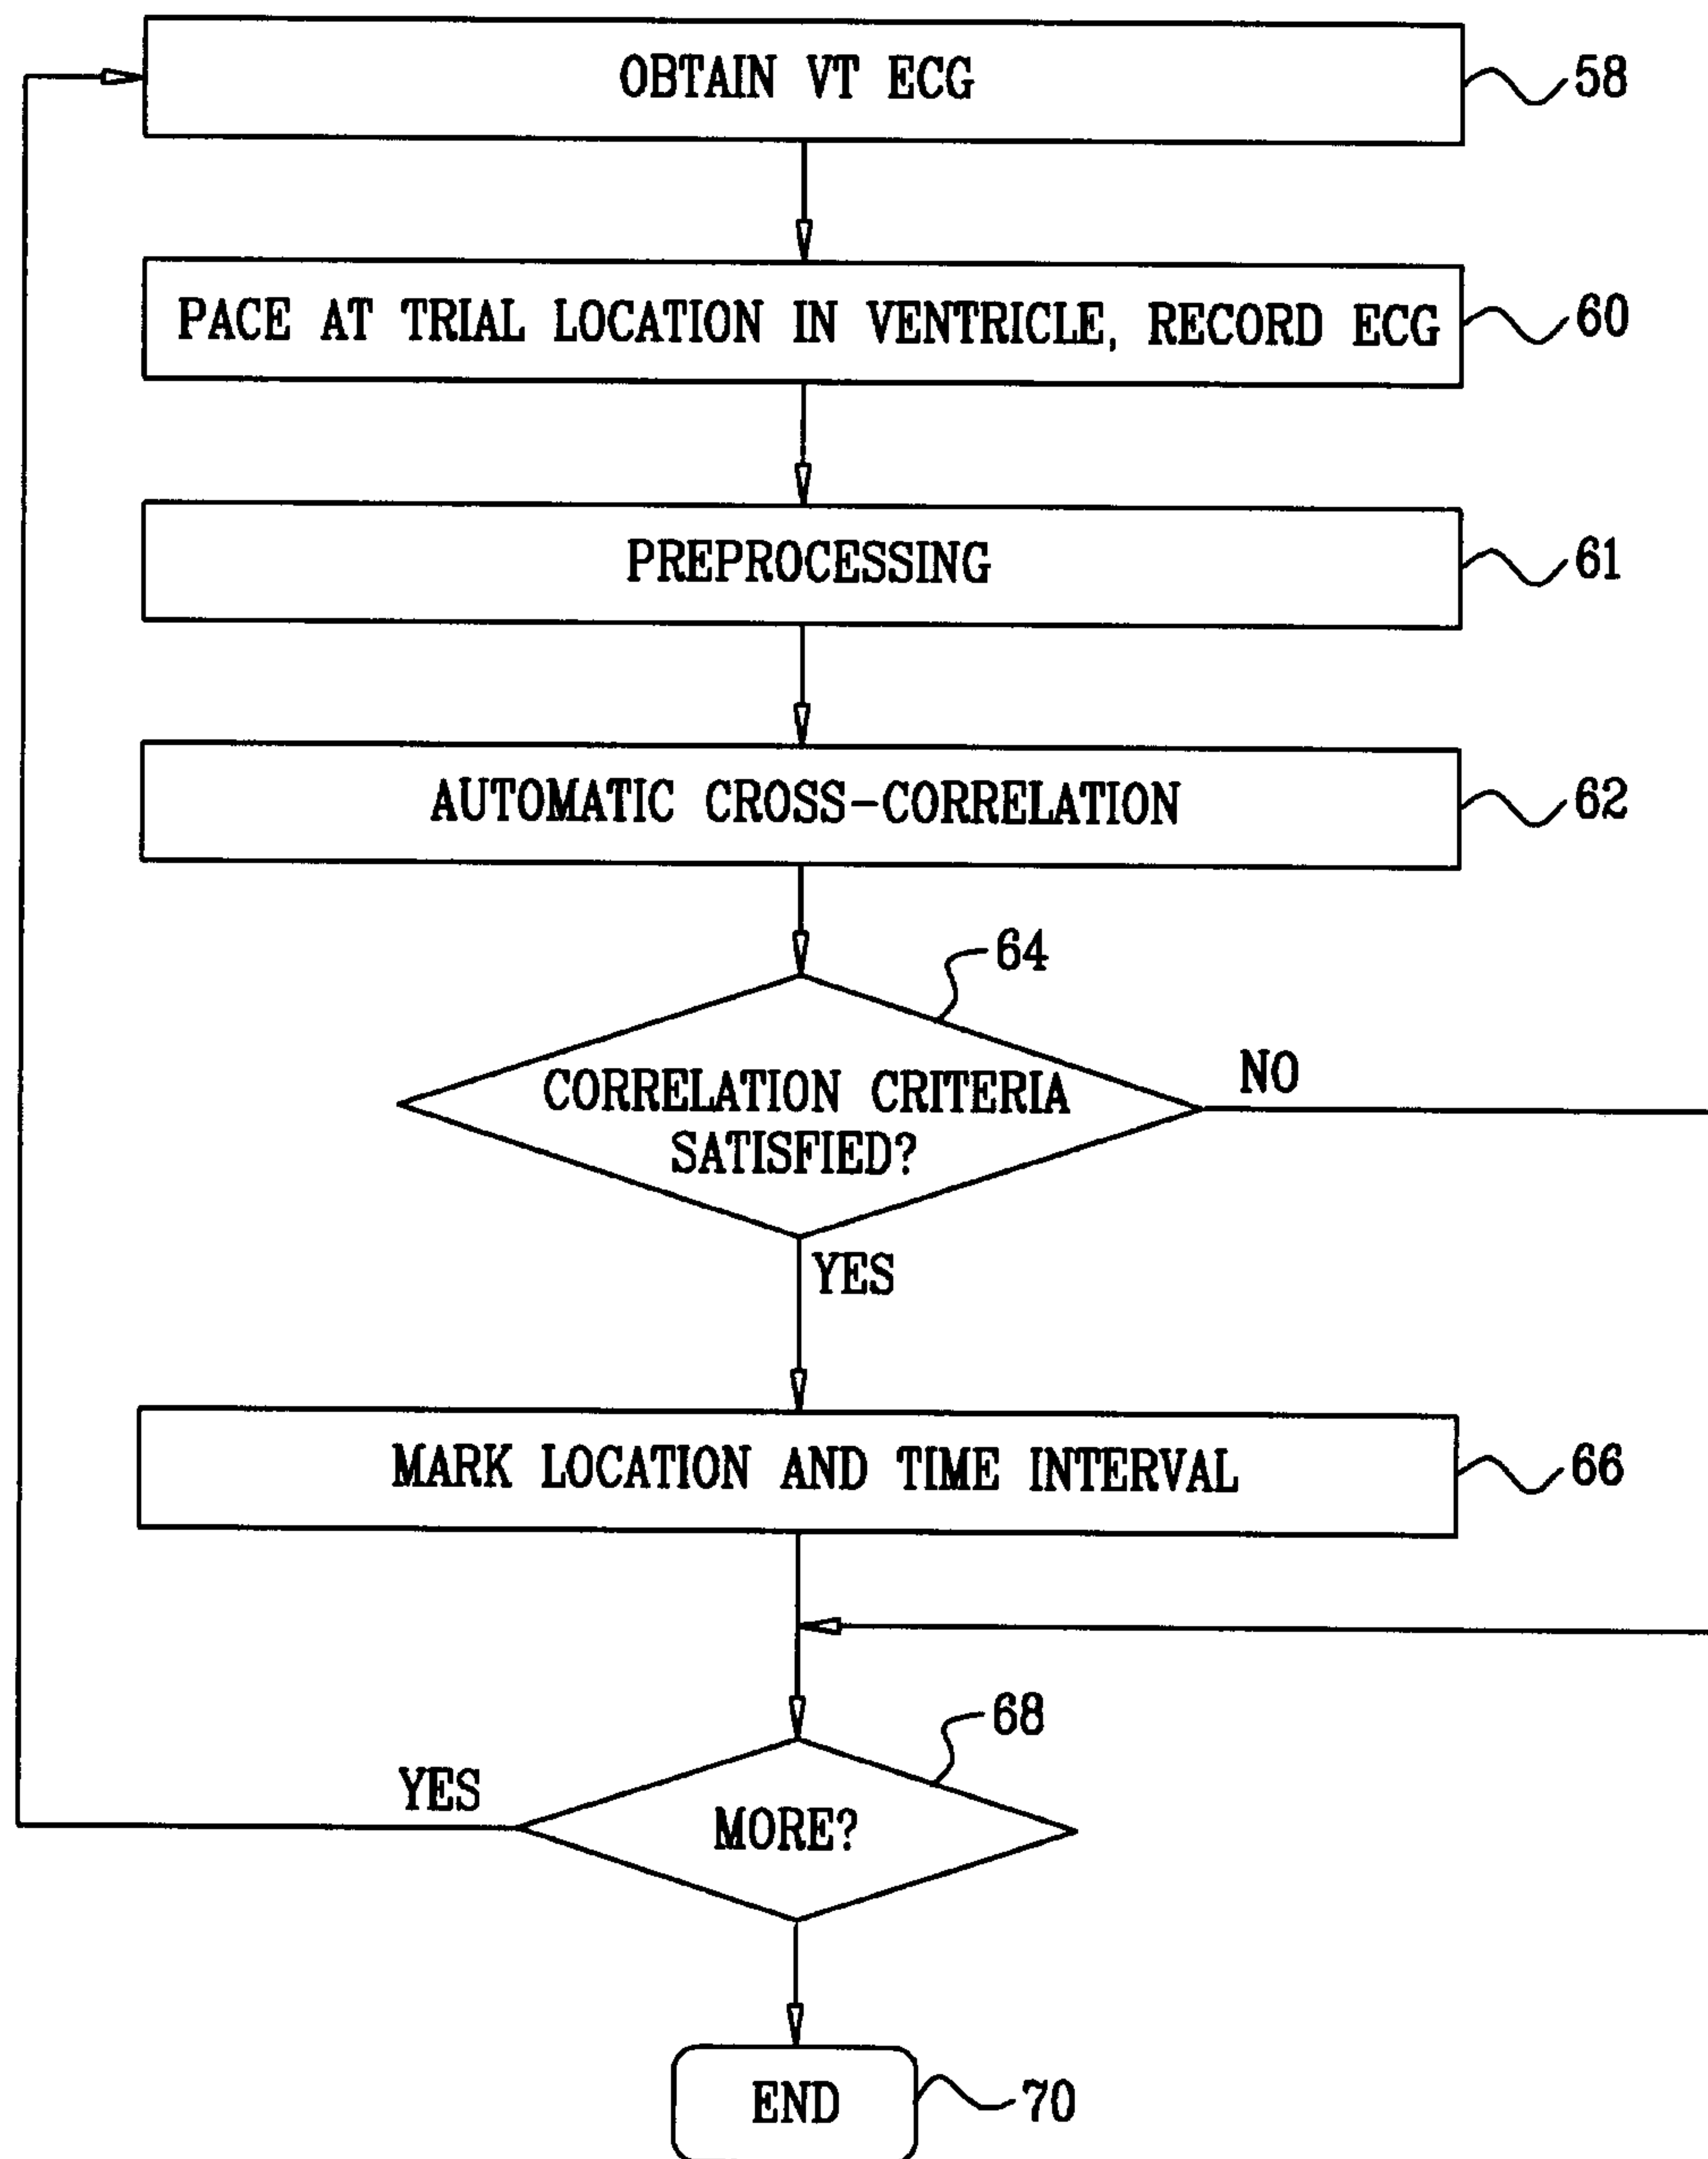 OBTAIN VT ECG
58
PACE AT TRIAL LOCATION IN VENTRICLE, RECORD ECG
60
PREPROCESSING
61
AUTOMATIC CROSS-CORRELATION
62
64
CORRELATION CRITERIA
SATISFIED?
NO
YES
MARK LOCATION AND TIME INTERVAL
66
68
YES
MORE?
END
70